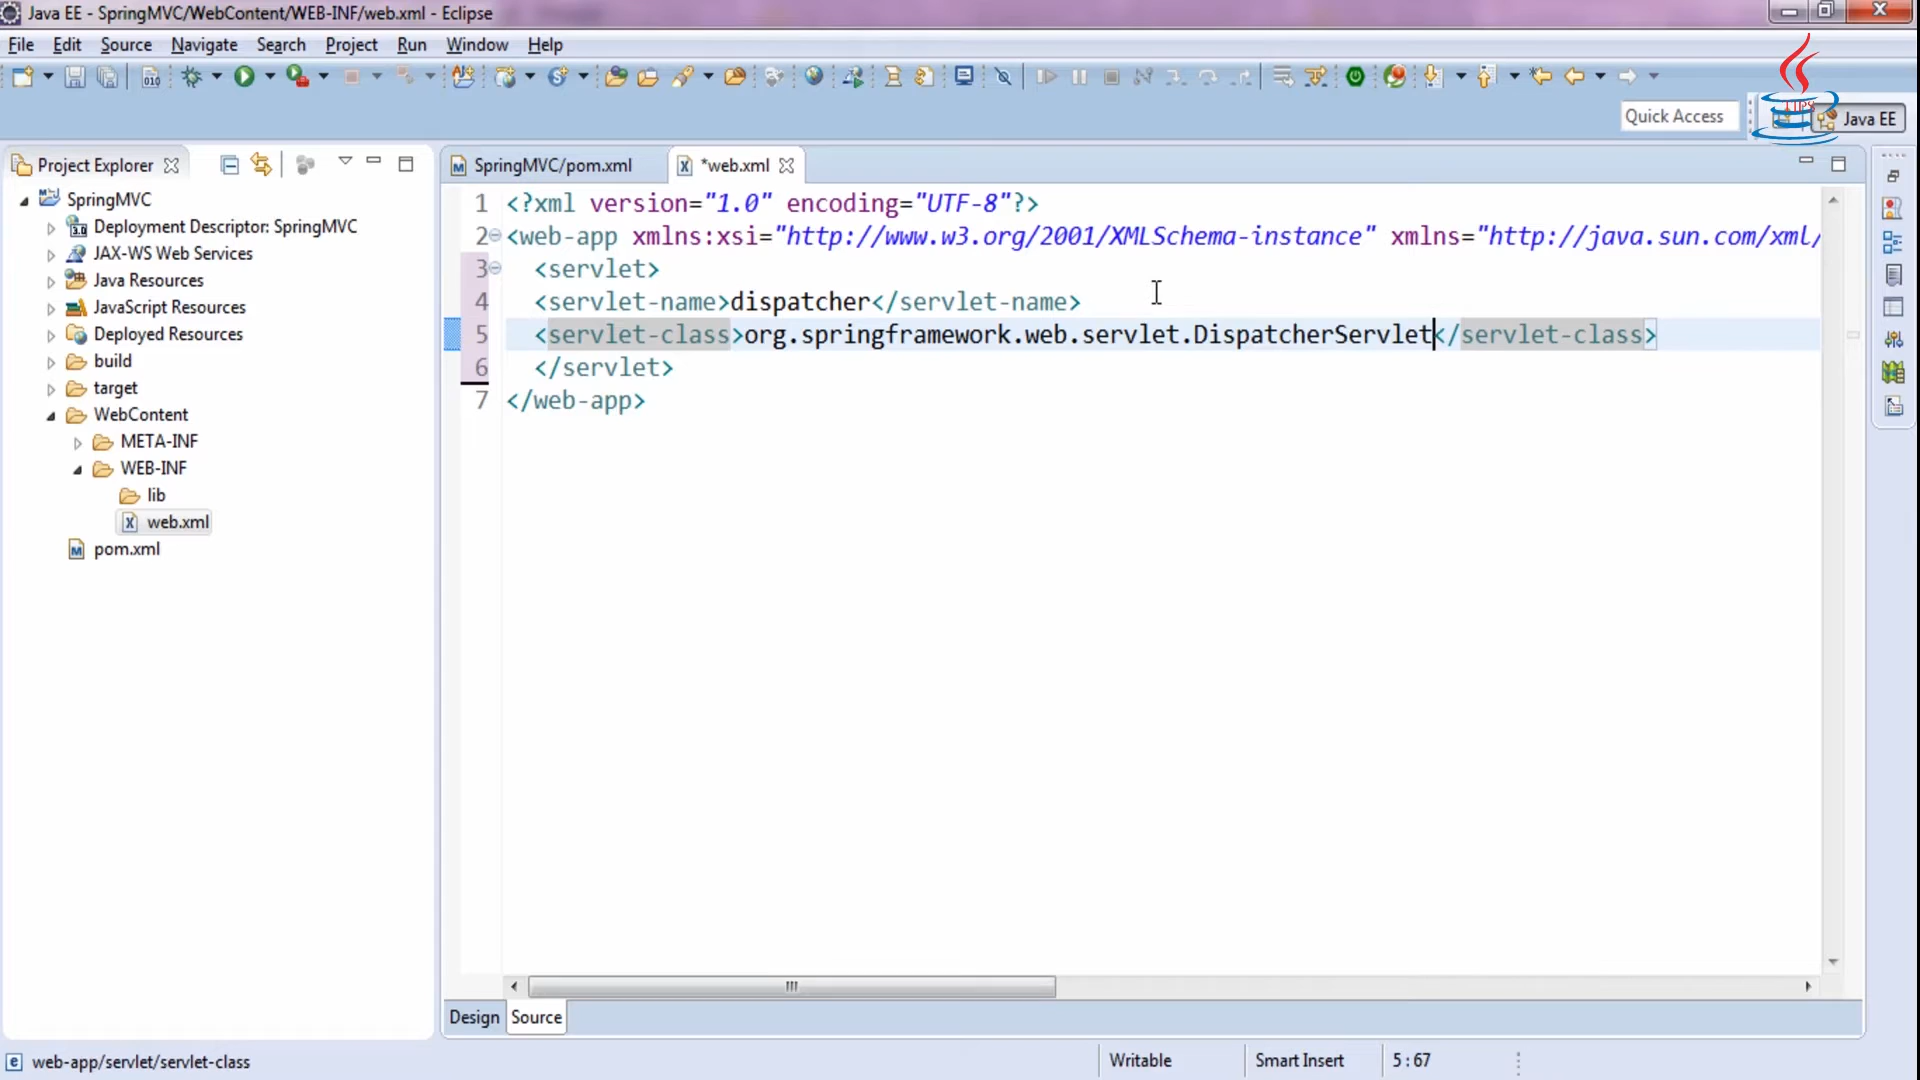 Java EE - SpringMVC/WebContent/WEB-INF/web.xml - Eclipse
File Edit Source Navigate Search Project Run Window Help
Quick Access
Java EE
TIPS
Project Explorer
SpringMVC/pom.xml
*web.xml
SpringMVC
Deployment Descriptor: SpringMVC
JAX-WS Web Services
Java Resources
JavaScript Resources
Deployed Resources
build
target
WebContent
META-INF
WEB-INF
lib
web.xml
pom.xml
1 <?xml version="1.0" encoding="UTF-8"?>
2 <web-app xmlns:xsi="http://www.w3.org/2001/XMLSchema-instance" xmlns="http://java.sun.com/xml/
3 <servlet>
4 <servlet-name>dispatcher</servlet-name>
5 <servlet-class>org.springframework.web.servlet.DispatcherServlet</servlet-class>
6 </servlet>
7 </web-app>
Design Source
web-app/servlet/servlet-class
Writable
Smart Insert
5 : 67